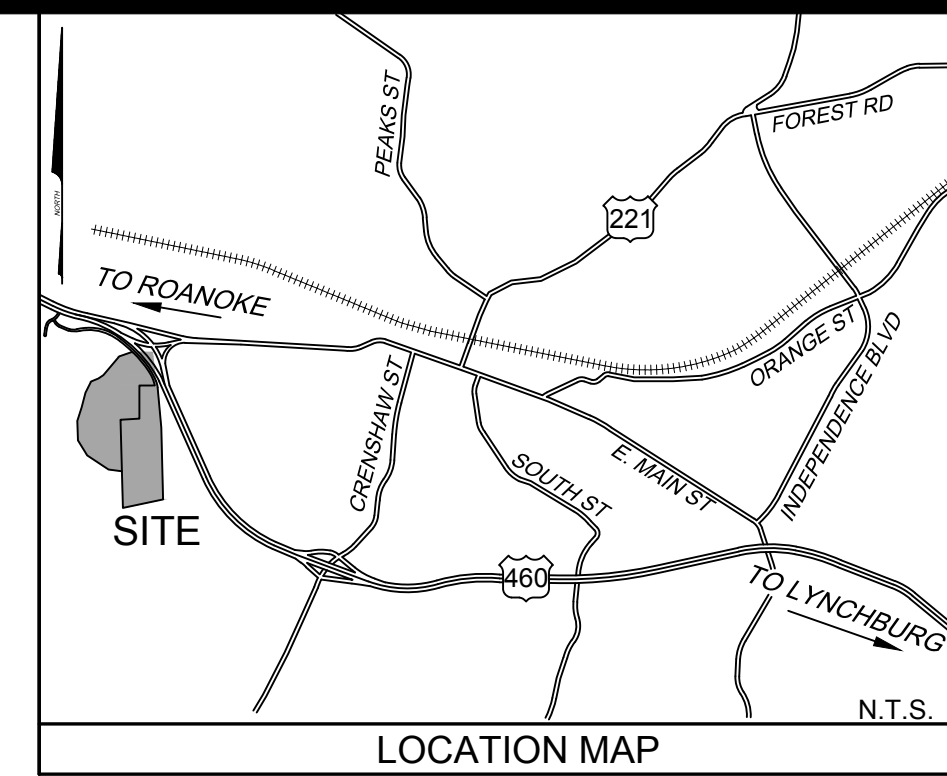 PEAKS ST
FOREST RD
NORTH
221
TO ROANOKE
ORANGE ST
INDEPENDENCE BLVD
CRENSHAW ST
SOUTH ST
E. MAIN ST
SITE
460
TO LYNCHBURG
N.T.S.
LOCATION MAP